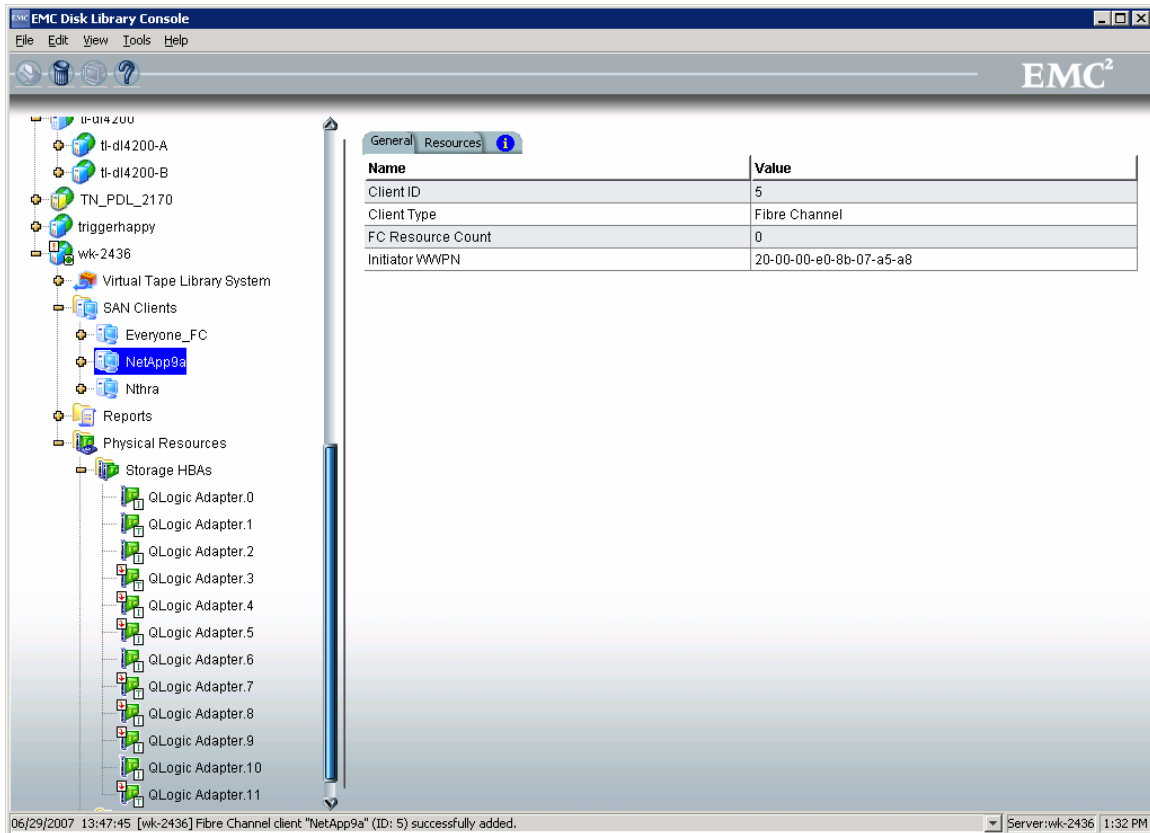 EMC EMC Disk Library Console
File Edit View Tools Help
EMC²
tl-dl4200
tl-dl4200-A
tl-dl4200-B
TN_PDL_2170
triggerhappy
wk-2436
Virtual Tape Library System
SAN Clients
Everyone_FC
NetApp9a
Nthra
Reports
Physical Resources
Storage HBAs
QLogic Adapter.0
QLogic Adapter.1
QLogic Adapter.2
QLogic Adapter.3
QLogic Adapter.4
QLogic Adapter.5
QLogic Adapter.6
QLogic Adapter.7
QLogic Adapter.8
QLogic Adapter.9
QLogic Adapter.10
QLogic Adapter.11
General Resources i
Name Value
Client ID 5
Client Type Fibre Channel
FC Resource Count 0
Initiator WWPN 20-00-00-e0-8b-07-a5-a8
06/29/2007 13:47:45 [wk-2436] Fibre Channel client "NetApp9a" (ID: 5) successfully added. Server:wk-2436 1:32 PM